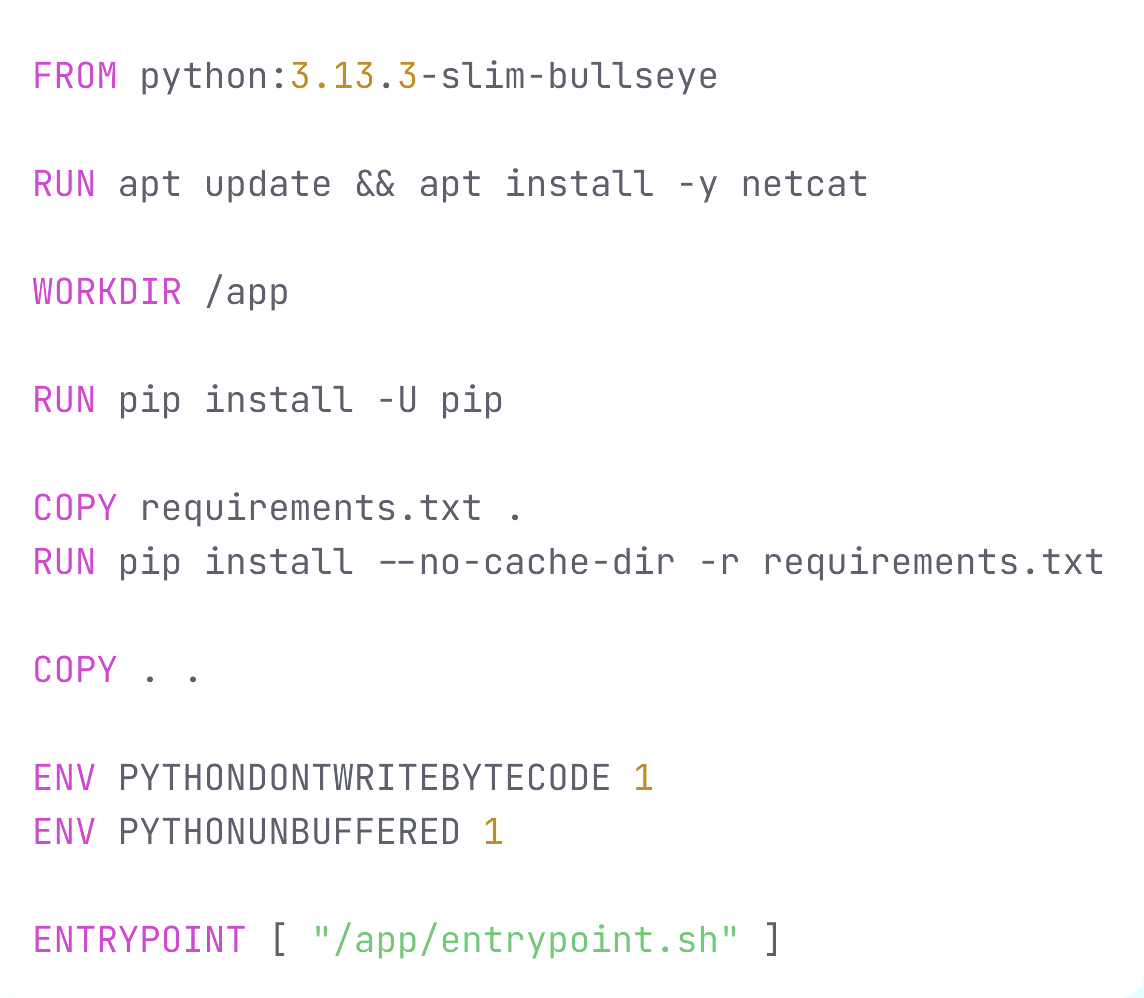 FROM python:3.13.3-slim-bullseye
RUN apt update && apt install -y netcat
WORKDIR /app
RUN pip install -U pip
COPY requirements.txt .
RUN pip install --no-cache-dir -r requirements.txt
COPY . .
ENV PYTHONDONTWRITEBYTECODE 1
ENV PYTHONUNBUFFERED 1
ENTRYPOINT [ "/app/entrypoint.sh" ]